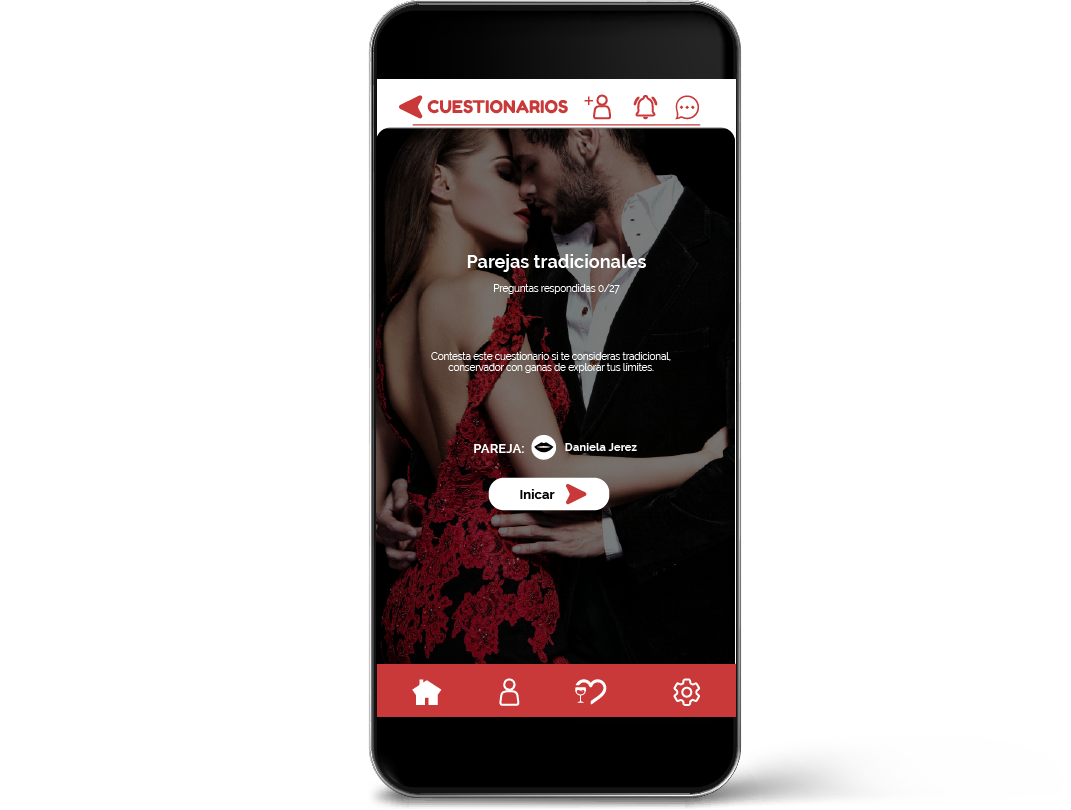 CUESTIONARIOS
Parejas tradicionales
Preguntas respondidas 0/27
Contesta este cuestionario si te consideras tradicional,
conservador con ganas de explorar tus limites.
PAREJA: Daniela Jerez
Inicar